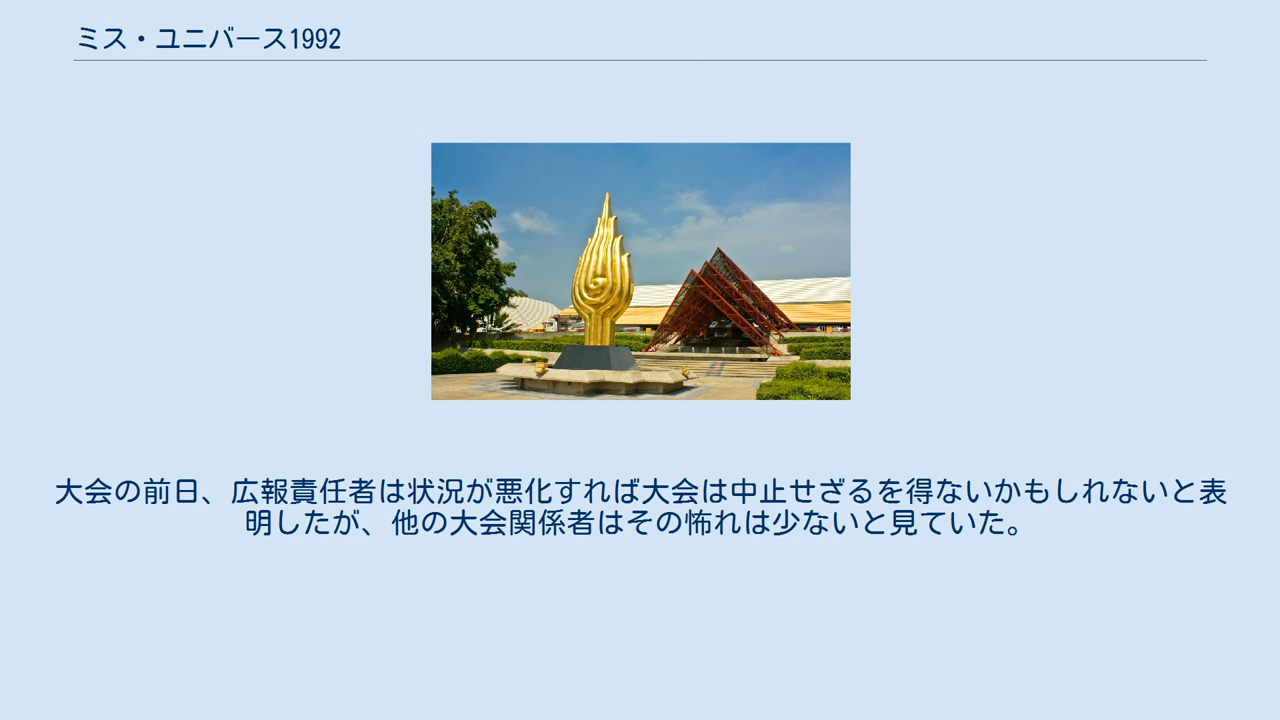 ミス・ユニバース1992
大会の前日、広報責任者は状況が悪化すれば大会は中止せざるを得ないかもしれないと表
明したが、他の大会関係者はその怖れは少ないと見ていた。